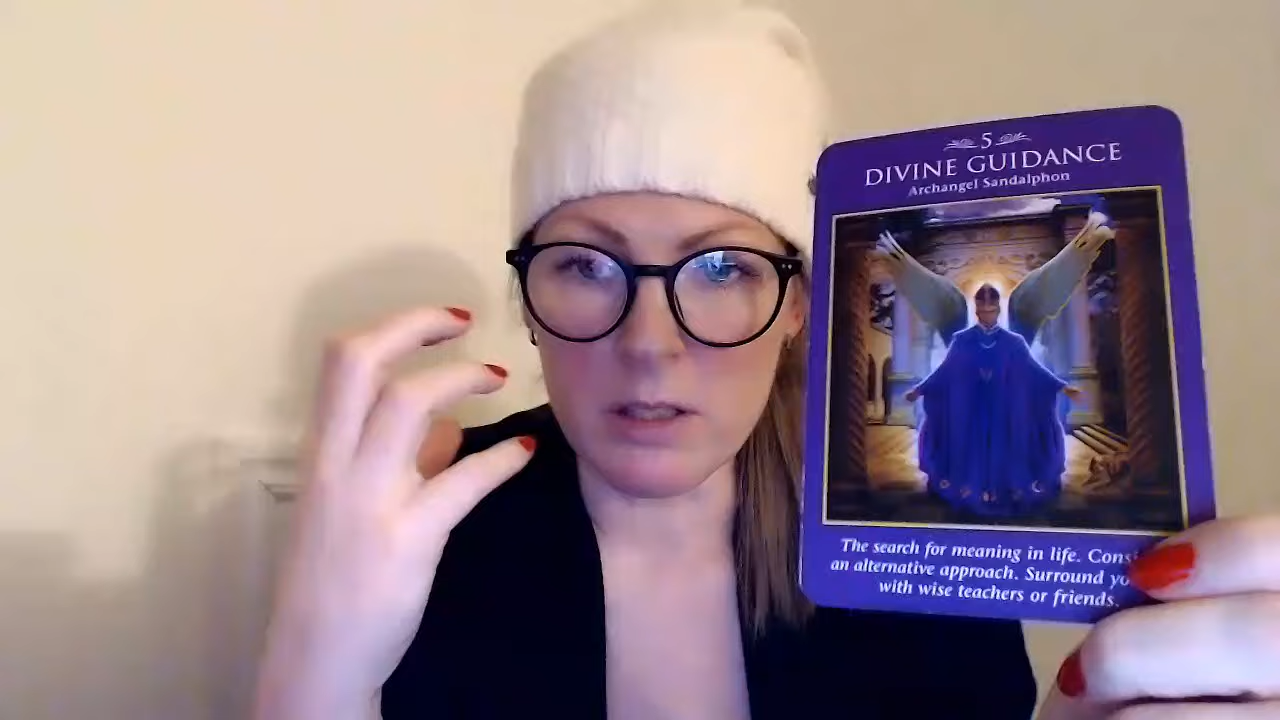 5
DIVINE GUIDANCE
Archangel Sandalphon
The search for meaning in life.
an alternative approach. Surround
with wise teachers or friends.